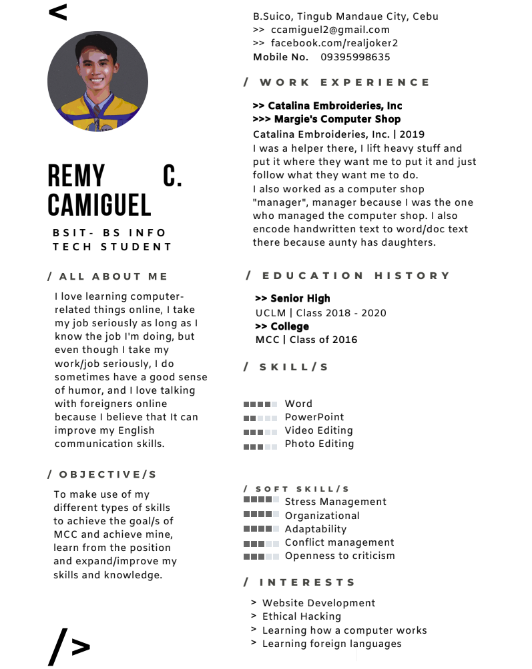 <
REMY C.
CAMIGUEL
BSIT- BS INFO
TECH STUDENT
/ ALL ABOUT ME
I love learning computer-
related things online, I take
my job seriously as long as I
know the job I'm doing, but
even though I take my
work/job seriously, I do
sometimes have a good sense
of humor, and I love talking
with foreigners online
because I believe that It can
improve my English
communication skills.
/ OBJECTIVE/S
To make use of my
different types of skills
to achieve the goal/s of
MCC and achieve mine,
learn from the position
and expand/improve my
skills and knowledge.
/>
B.Suico, Tingub Mandaue City, Cebu
>> ccamiguel2@gmail.com
>> facebook.com/realjoker2
Mobile No. 09395998635
/ WORK EXPERIENCE
>> Catalina Embroideries, Inc
>>> Margie's Computer Shop
Catalina Embroideries, Inc. | 2019
I was a helper there, I lift heavy stuff and
put it where they want me to put it and just
follow what they want me to do.
I also worked as a computer shop
"manager", manager because I was the one
who managed the computer shop. I also
encode handwritten text to word/doc text
there because aunty has daughters.
/ EDUCATION HISTORY
>> Senior High
UCLM | Class 2018 - 2020
>> College
MCC | Class of 2016
/ SKILL/S
Word
PowerPoint
Video Editing
Photo Editing
/ SOFT SKILL/S
Stress Management
Organizational
Adaptability
Conflict management
Openness to criticism
/ INTERESTS
> Website Development
> Ethical Hacking
> Learning how a computer works
> Learning foreign languages